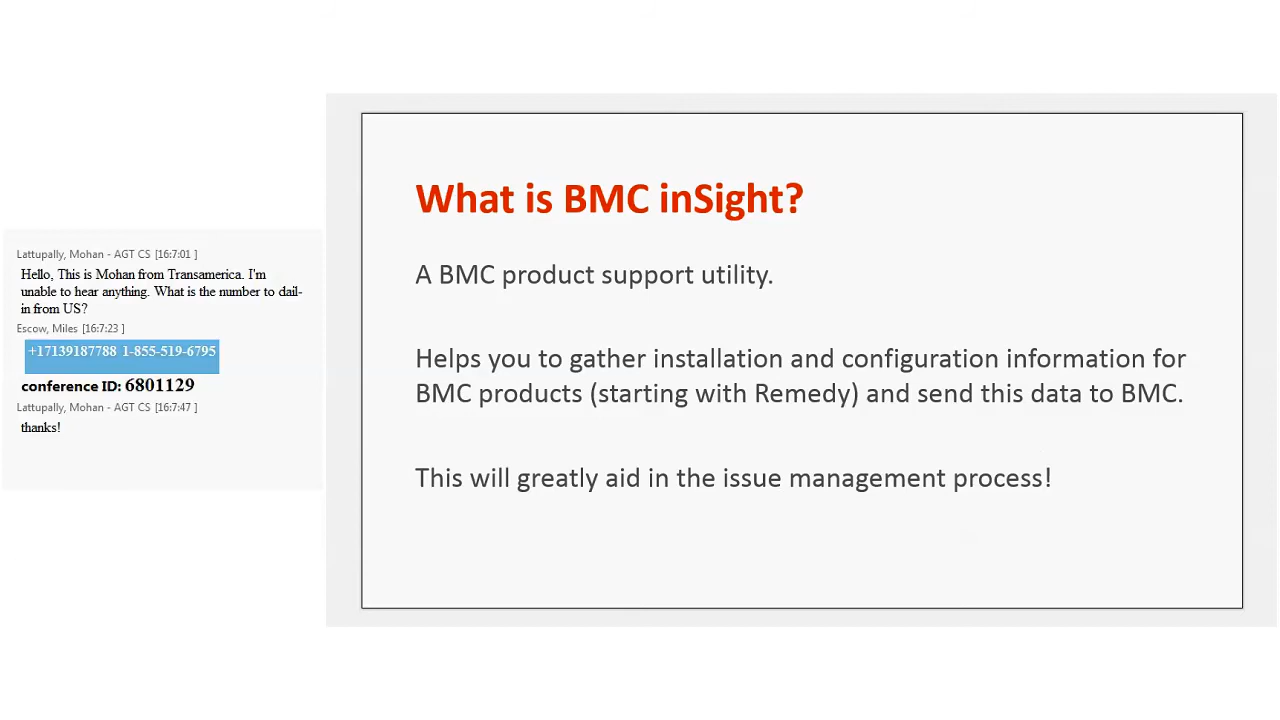 Lattupally, Mohan - AGT CS [16:7:01 ]
Hello, This is Mohan from Transamerica. I'm
unable to hear anything. What is the number to dail-
in from US?
Escow, Miles [16:7:23 ]
+17139187788 1-855-519-6795
conference ID: 6801129
Lattupally, Mohan - AGT CS [16:7:47 ]
thanks!
What is BMC inSight?
A BMC product support utility.
Helps you to gather installation and configuration information for
BMC products (starting with Remedy) and send this data to BMC.
This will greatly aid in the issue management process!